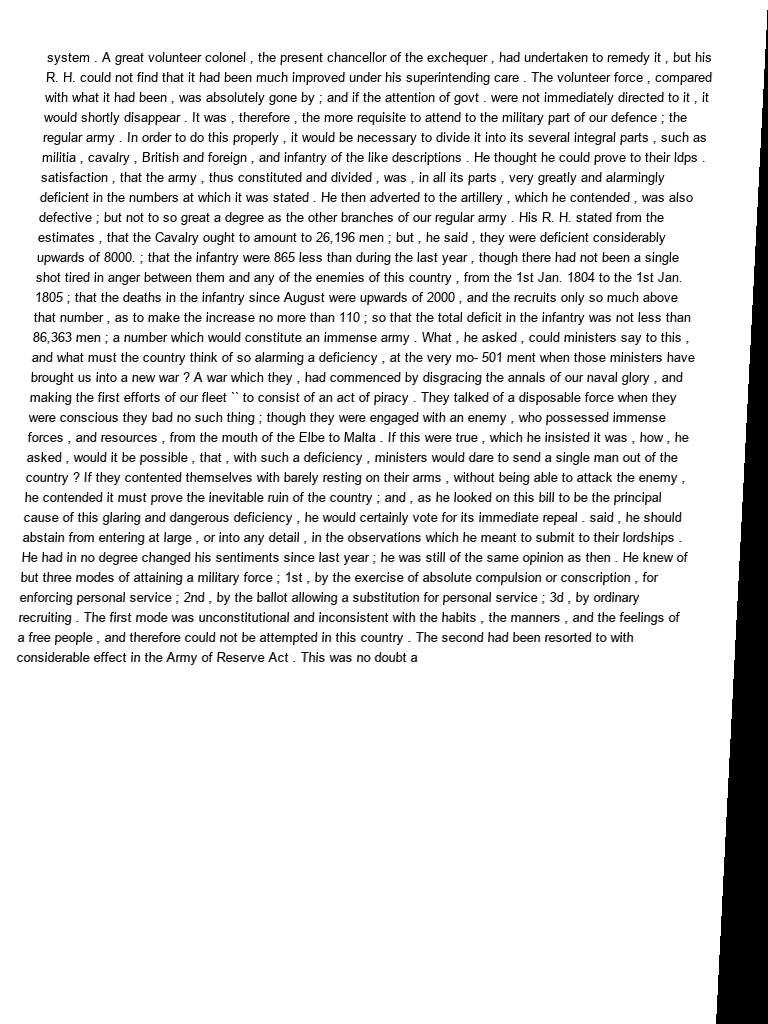 system . A great volunteer colonel , the present chancellor of the exchequer , had undertaken to remedy it , but his
R. H. could not find that it had been much improved under his superintending care . The volunteer force , compared
with what it had been , was absolutely gone by ; and if the attention of govt . were not immediately directed to it , it
would shortly disappear . It was , therefore , the more requisite to attend to the military part of our defence ; the
regular army . In order to do this properly , it would be necessary to divide it into its several integral parts , such as
militia , cavalry , British and foreign , and infantry of the like descriptions . He thought he could prove to their ldps .
satisfaction , that the army , thus constituted and divided , was , in all its parts , very greatly and alarmingly
deficient in the numbers at which it was stated . He then adverted to the artillery , which he contended , was also
defective ; but not to so great a degree as the other branches of our regular army . His R. H. stated from the
estimates , that the Cavalry ought to amount to 26,196 men ; but , he said , they were deficient considerably
upwards of 8000. ; that the infantry were 865 less than during the last year , though there had not been a single
shot tired in anger between them and any of the enemies of this country , from the 1st Jan. 1804 to the 1st Jan.
1805 ; that the deaths in the infantry since August were upwards of 2000 , and the recruits only so much above
that number , as to make the increase no more than 110 ; so that the total deficit in the infantry was not less than
86,363 men ; a number which would constitute an immense army . What , he asked , could ministers say to this ,
and what must the country think of so alarming a deficiency , at the very mo- 501 ment when those ministers have
brought us into a new war ? A war which they , had commenced by disgracing the annals of our naval glory , and
making the first efforts of our fleet `` to consist of an act of piracy . They talked of a disposable force when they
were conscious they bad no such thing ; though they were engaged with an enemy , who possessed immense
forces , and resources , from the mouth of the Elbe to Malta . If this were true , which he insisted it was , how , he
asked , would it be possible , that , with such a deficiency , ministers would dare to send a single man out of the
country ? If they contented themselves with barely resting on their arms , without being able to attack the enemy ,
he contended it must prove the inevitable ruin of the country ; and , as he looked on this bill to be the principal
cause of this glaring and dangerous deficiency , he would certainly vote for its immediate repeal . said , he should
abstain from entering at large , or into any detail , in the observations which he meant to submit to their lordships .
He had in no degree changed his sentiments since last year ; he was still of the same opinion as then . He knew of
but three modes of attaining a military force ; 1st , by the exercise of absolute compulsion or conscription , for
enforcing personal service ; 2nd , by the ballot allowing a substitution for personal service ; 3d , by ordinary
recruiting . The first mode was unconstitutional and inconsistent with the habits , the manners , and the feelings of
a free people , and therefore could not be attempted in this country . The second had been resorted to with
considerable effect in the Army of Reserve Act . This was no doubt a